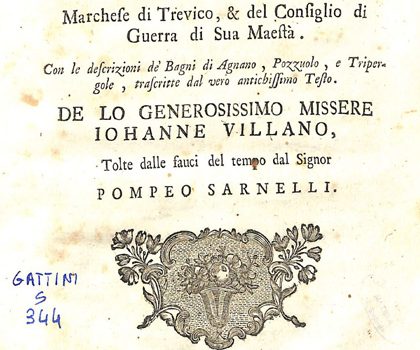 Marchese di Trevico, & del Consiglio di
Guerra di Sua Maestà.
Con le descrizioni de' Bagni di Agnano, Pozzuolo, e Triper-
gole, trascritte dal vero antichissimo Testo.
DE LO GENEROSISSIMO MISSERE
IOHANNE VILLANO,
Tolte dalle fauci del tempo dal Signor
POMPEO SARNELLI.
GATTINI
S
344